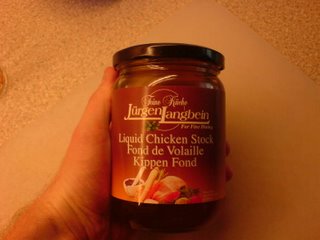 Feine Küche
Jürgen Langbein
For Fine Dining
Liquid Chicken Stock
Fond de Volaille
Kippen Fond